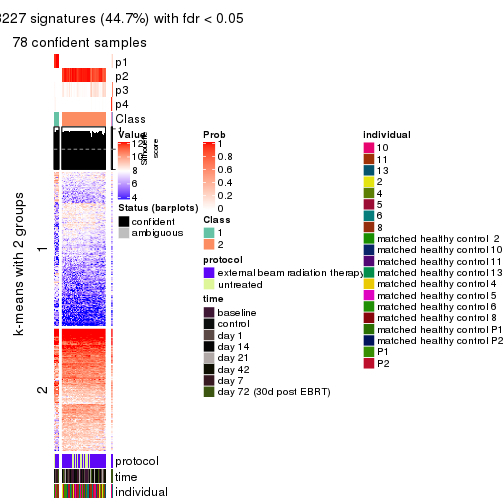 3227 signatures (44.7%) with fdr < 0.05
78 confident samples
p1
p2
p3
p4
Class
1
Silhouette
score
k-means with 2 groups
1
2
protocol
time
individual
Value
12
10
8
6
4
Status (barplots)
confident
ambiguous
Prob
1
0.8
0.6
0.4
0.2
0
Class
1
2
protocol
external beam radiation therapy
untreated
time
baseline
control
day 1
day 14
day 21
day 42
day 7
day 72 (30d post EBRT)
individual
10
11
13
2
4
5
6
8
matched healthy control 2
matched healthy control 10
matched healthy control 11
matched healthy control 13
matched healthy control 4
matched healthy control 5
matched healthy control 6
matched healthy control 8
matched healthy control P1
matched healthy control P2
P1
P2